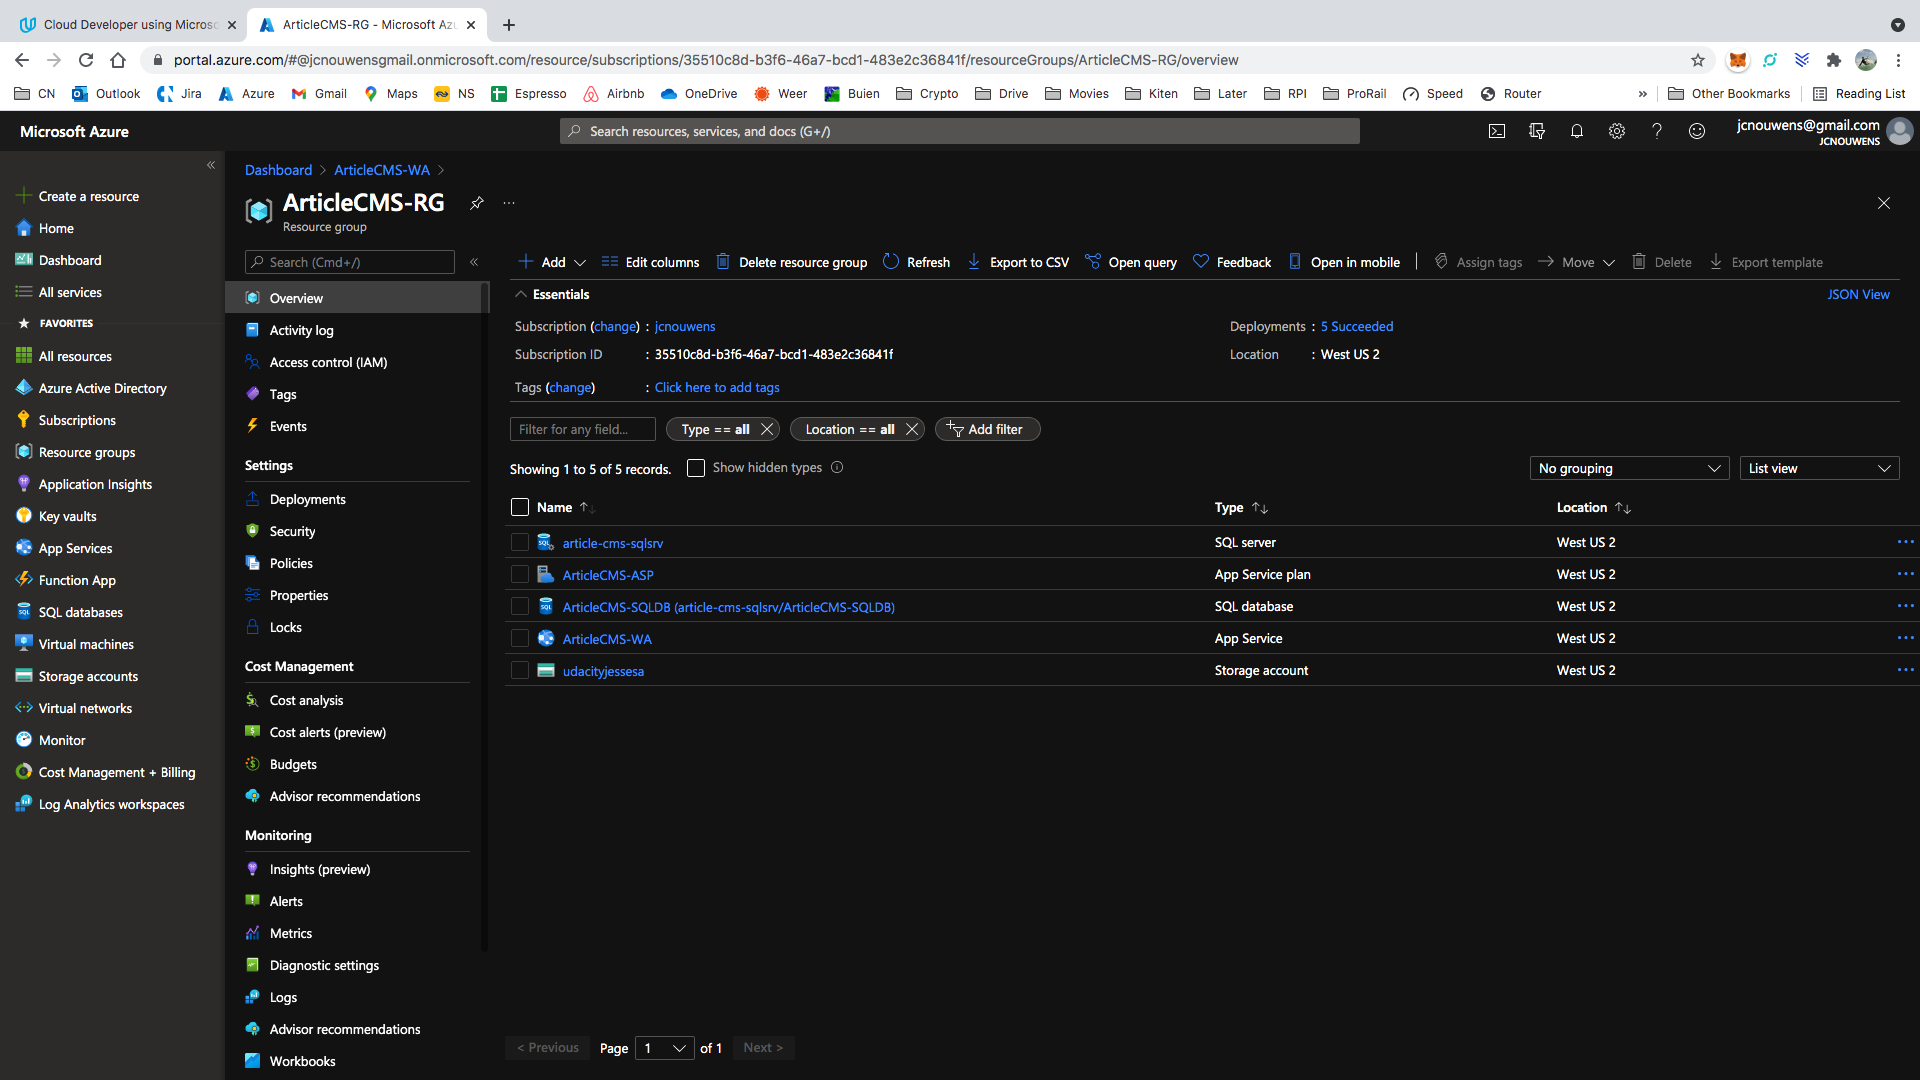 Cloud Developer using Micros
ArticleCMS-RG - Microsoft Az
portal.azure.com/#@jcnouwensgmail.onmicrosoft.com/resource/subscriptions/35510c8d-b3f6-46a7-bcd1-483e2c36841f/resourceGroups/ArticleCMS-RG/overview
CN Outlook Jira Azure Gmail Maps NS Espresso Airbnb OneDrive Weer Buien Crypto Drive Movies Kiten Later RPI ProRail Speed Router » Other Bookmarks Reading List
Microsoft Azure
Search resources, services, and docs (G+/)
jcnouwens@gmail.com
JCNOUWENS
«
Create a resource
Home
Dashboard
All services
FAVORITES
All resources
Azure Active Directory
Subscriptions
Resource groups
Application Insights
Key vaults
App Services
Function App
SQL databases
Virtual machines
Storage accounts
Virtual networks
Monitor
Cost Management + Billing
Log Analytics workspaces
Dashboard > ArticleCMS-WA >
ArticleCMS-RG
Resource group
Search (Cmd+/)
«
Overview
Activity log
Access control (IAM)
Tags
Events
Settings
Deployments
Security
Policies
Properties
Locks
Cost Management
Cost analysis
Cost alerts (preview)
Budgets
Advisor recommendations
Monitoring
Insights (preview)
Alerts
Metrics
Diagnostic settings
Logs
Advisor recommendations
Workbooks
Add Edit columns Delete resource group Refresh Export to CSV Open query Feedback Open in mobile Assign tags Move Delete Export template
Essentials
JSON View
Subscription (change) : jcnouwens
Deployments : 5 Succeeded
Subscription ID : 35510c8d-b3f6-46a7-bcd1-483e2c36841f
Location : West US 2
Tags (change) : Click here to add tags
Filter for any field... Type == all Location == all Add filter
Showing 1 to 5 of 5 records. Show hidden types
No grouping List view
Name Type Location
article-cms-sqlsrv SQL server West US 2
ArticleCMS-ASP App Service plan West US 2
ArticleCMS-SQLDB (article-cms-sqlsrv/ArticleCMS-SQLDB) SQL database West US 2
ArticleCMS-WA App Service West US 2
udacityjessesa Storage account West US 2
< Previous Page 1 of 1 Next >